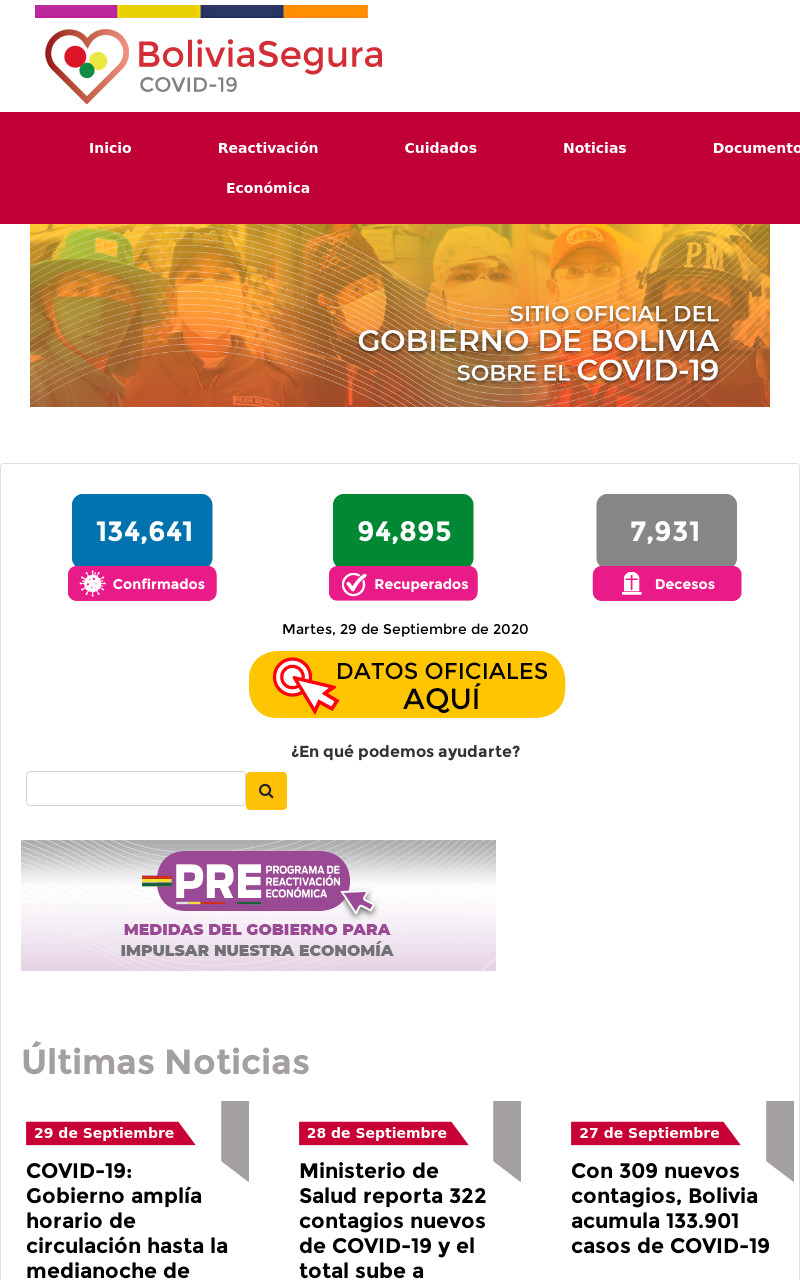 BoliviaSegura
COVID-19
Inicio
Reactivación
Económica
Cuidados
Noticias
Documento
PM
SITIO OFICIAL DEL
GOBIERNO DE BOLIVIA
SOBRE EL COVID-19
134,641
Confirmados
94,895
Recuperados
7,931
Decesos
Martes, 29 de Septiembre de 2020
DATOS OFICIALES
AQUÍ
¿En qué podemos ayudarte?
PRE PROGRAMA DE
REACTIVACIÓN
ECONÓMICA
MEDIDAS DEL GOBIERNO PARA
IMPULSAR NUESTRA ECONOMÍA
Últimas Noticias
29 de Septiembre
COVID-19:
Gobierno amplía
horario de
circulación hasta la
medianoche de
28 de Septiembre
Ministerio de
Salud reporta 322
contagios nuevos
de COVID-19 y el
total sube a
27 de Septiembre
Con 309 nuevos
contagios, Bolivia
acumula 133.901
casos de COVID-19